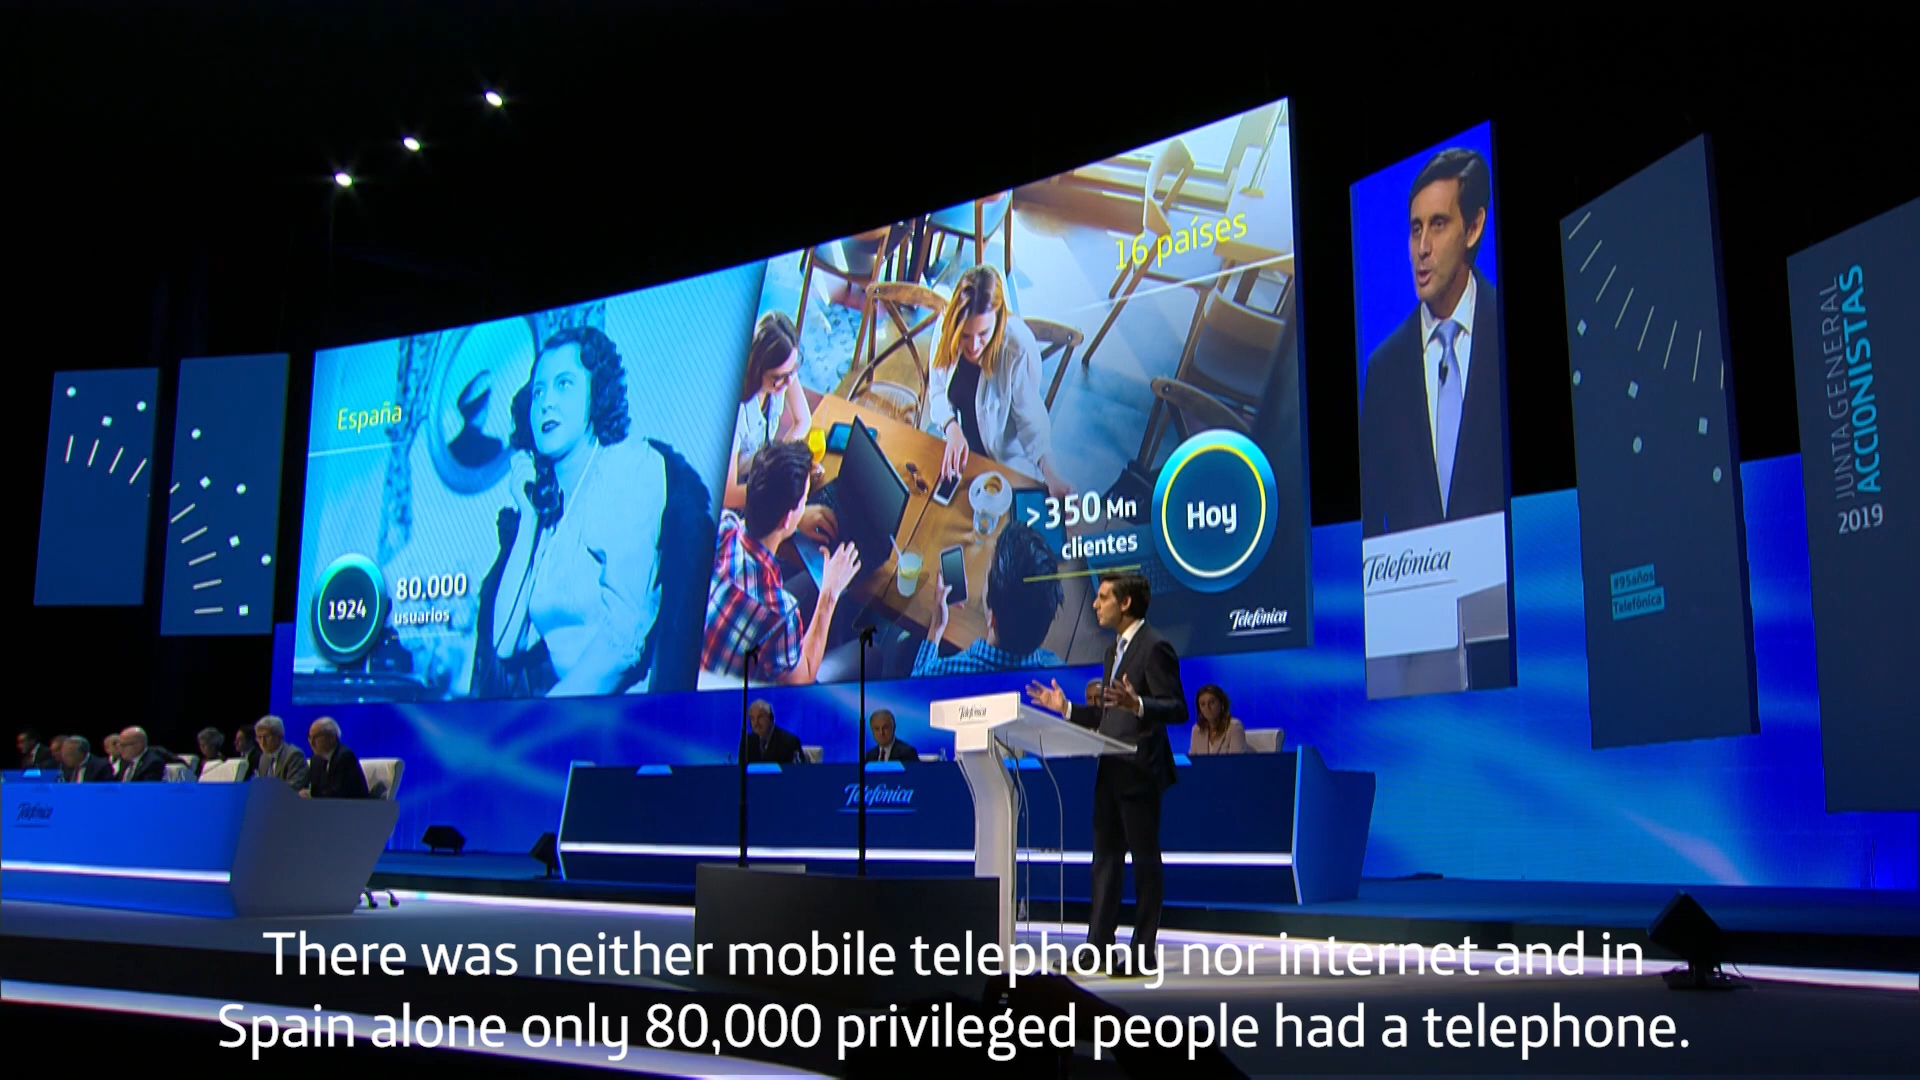 España
1924
80.000
usuarios
16 países
>350 Mn
clientes
Hoy
Telefónica
Telefónica
#95años
Telefónica
JUNTA GENERAL
ACCIONISTAS
2019
Telefónica
Telefónica
Telefónica
There was neither mobile telephony nor internet and in
Spain alone only 80,000 privileged people had a telephone.